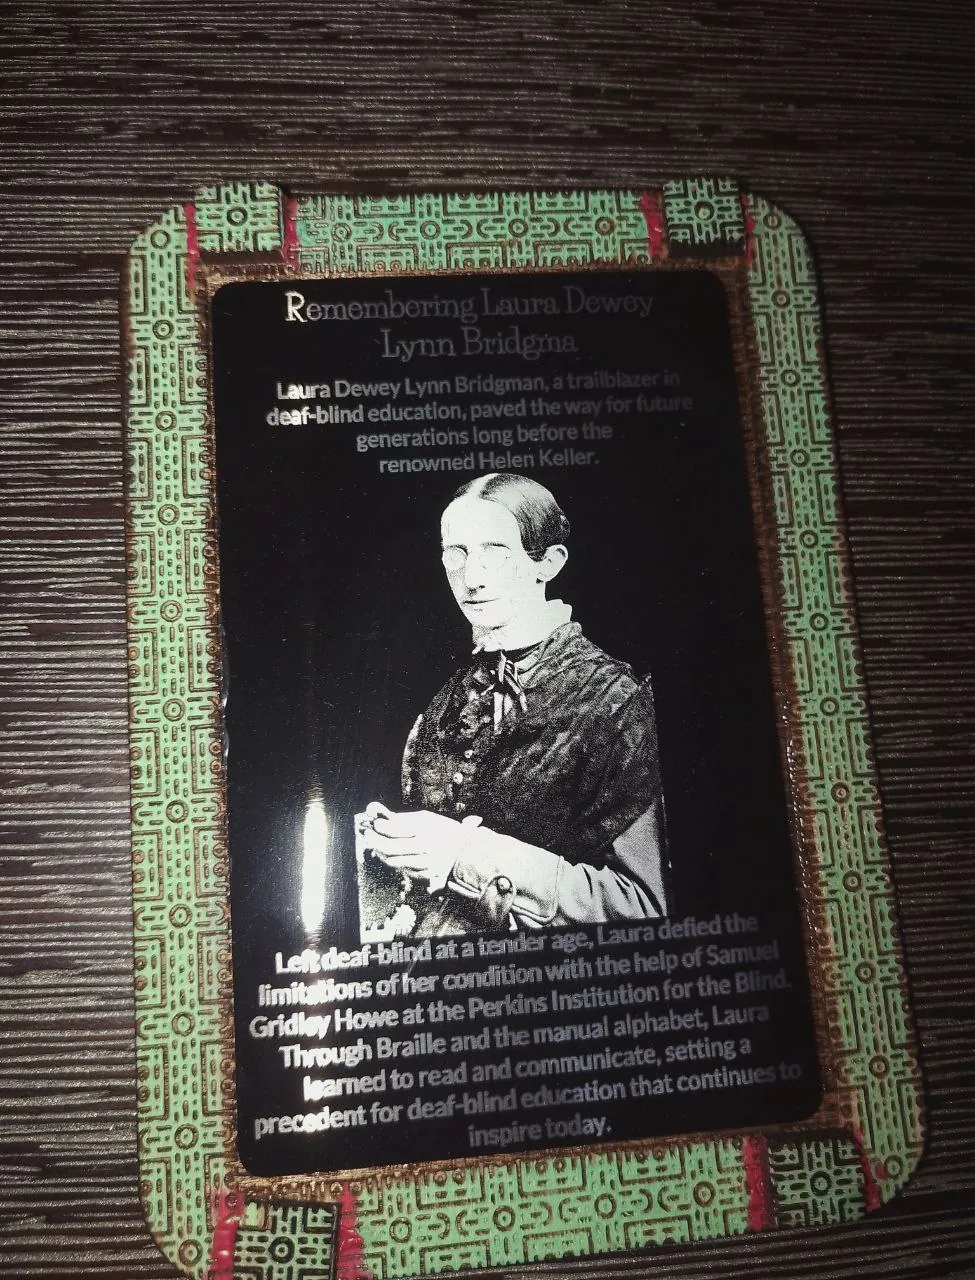 Remembering Laura Dewey
Lynn Bridgma
Laura Dewey Lynn Bridgman, a trailblazer in
deaf-blind education, paved the way for future
generations long before the
renowned Helen Keller.
Left deaf-blind at a tender age, Laura defied the
limitations of her condition with the help of Samuel
Gridley Howe at the Perkins Institution for the Blind.
Through Braille and the manual alphabet, Laura
learned to read and communicate, setting a
precedent for deaf-blind education that continues to
inspire today.